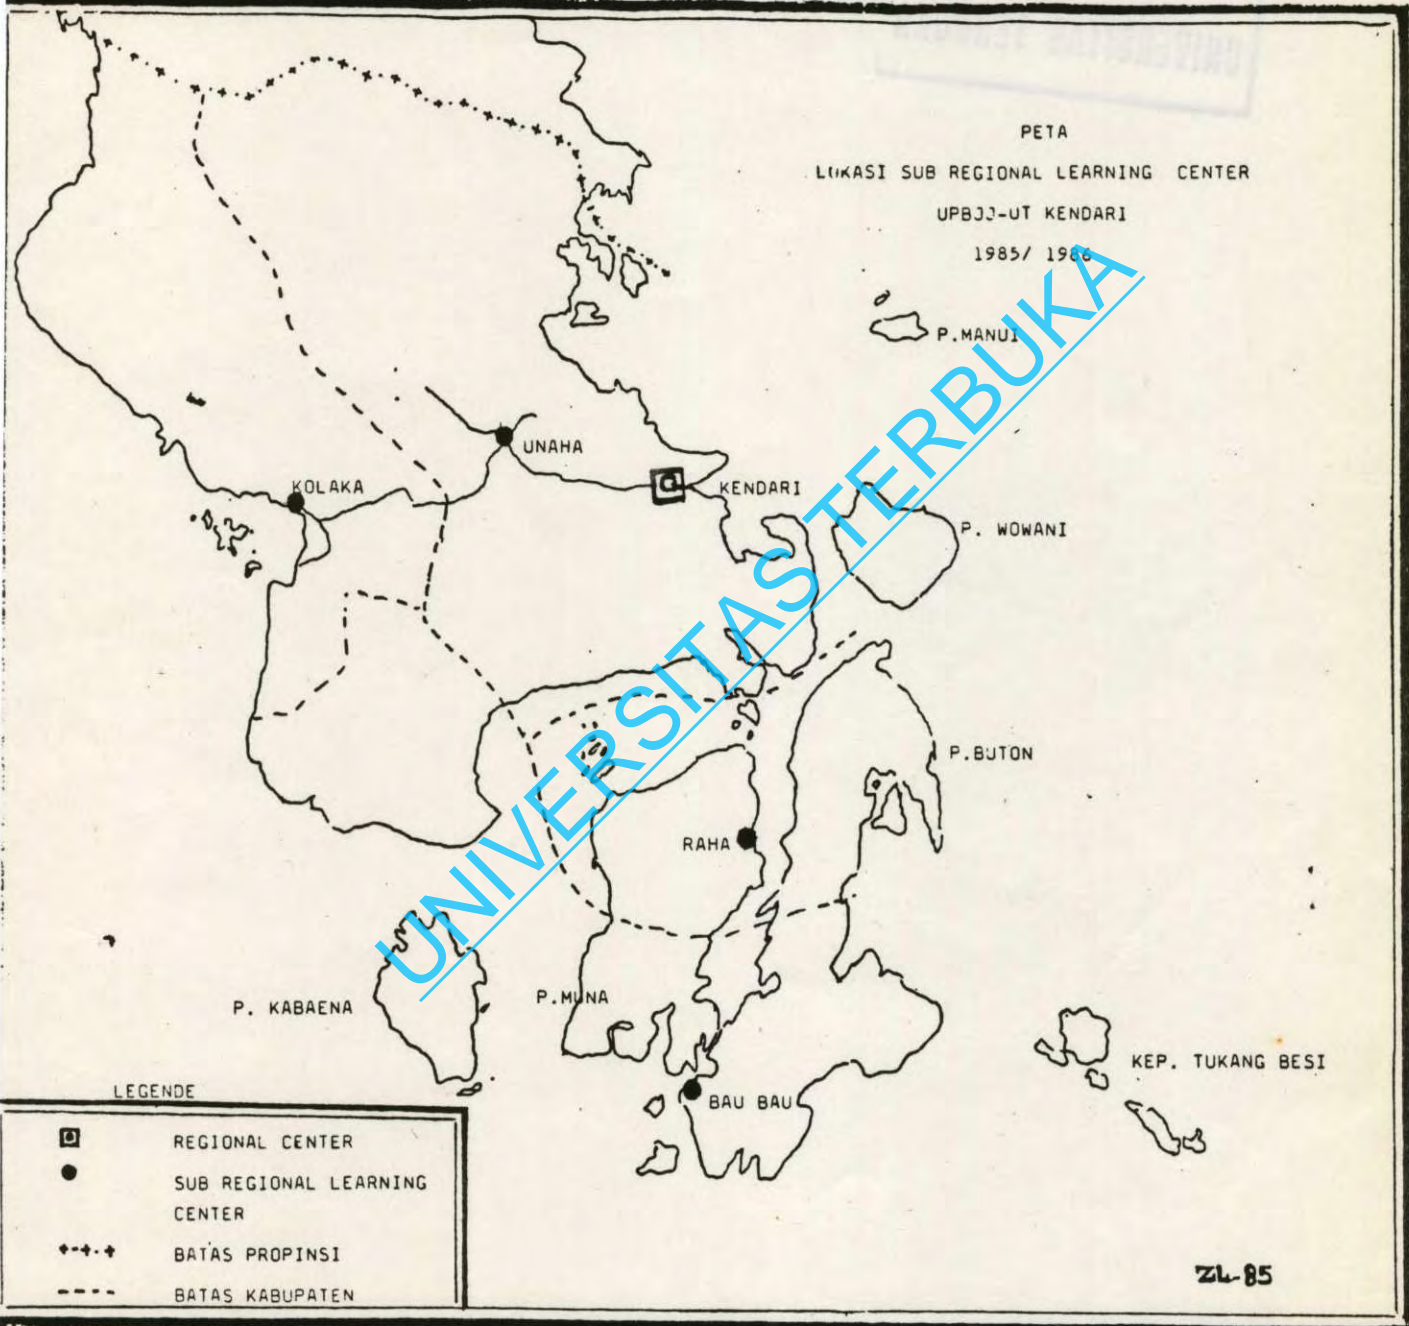 PETA
LOKASI SUB REGIONAL LEARNING CENTER
UPBJJ-UT KENDARI
1985/ 1986
P.MANUI
UNAHA
KOLAKA
KENDARI
P. WOWANI
P.BUTON
RAHA
P. KABAENA
P.MUNA
KEP. TUKANG BESI
BAU BAU
LEGENDE
REGIONAL CENTER
SUB REGIONAL LEARNING
CENTER
BATAS PROPINSI
BATAS KABUPATEN
ZL-85
UNIVERSITAS TERBUKA